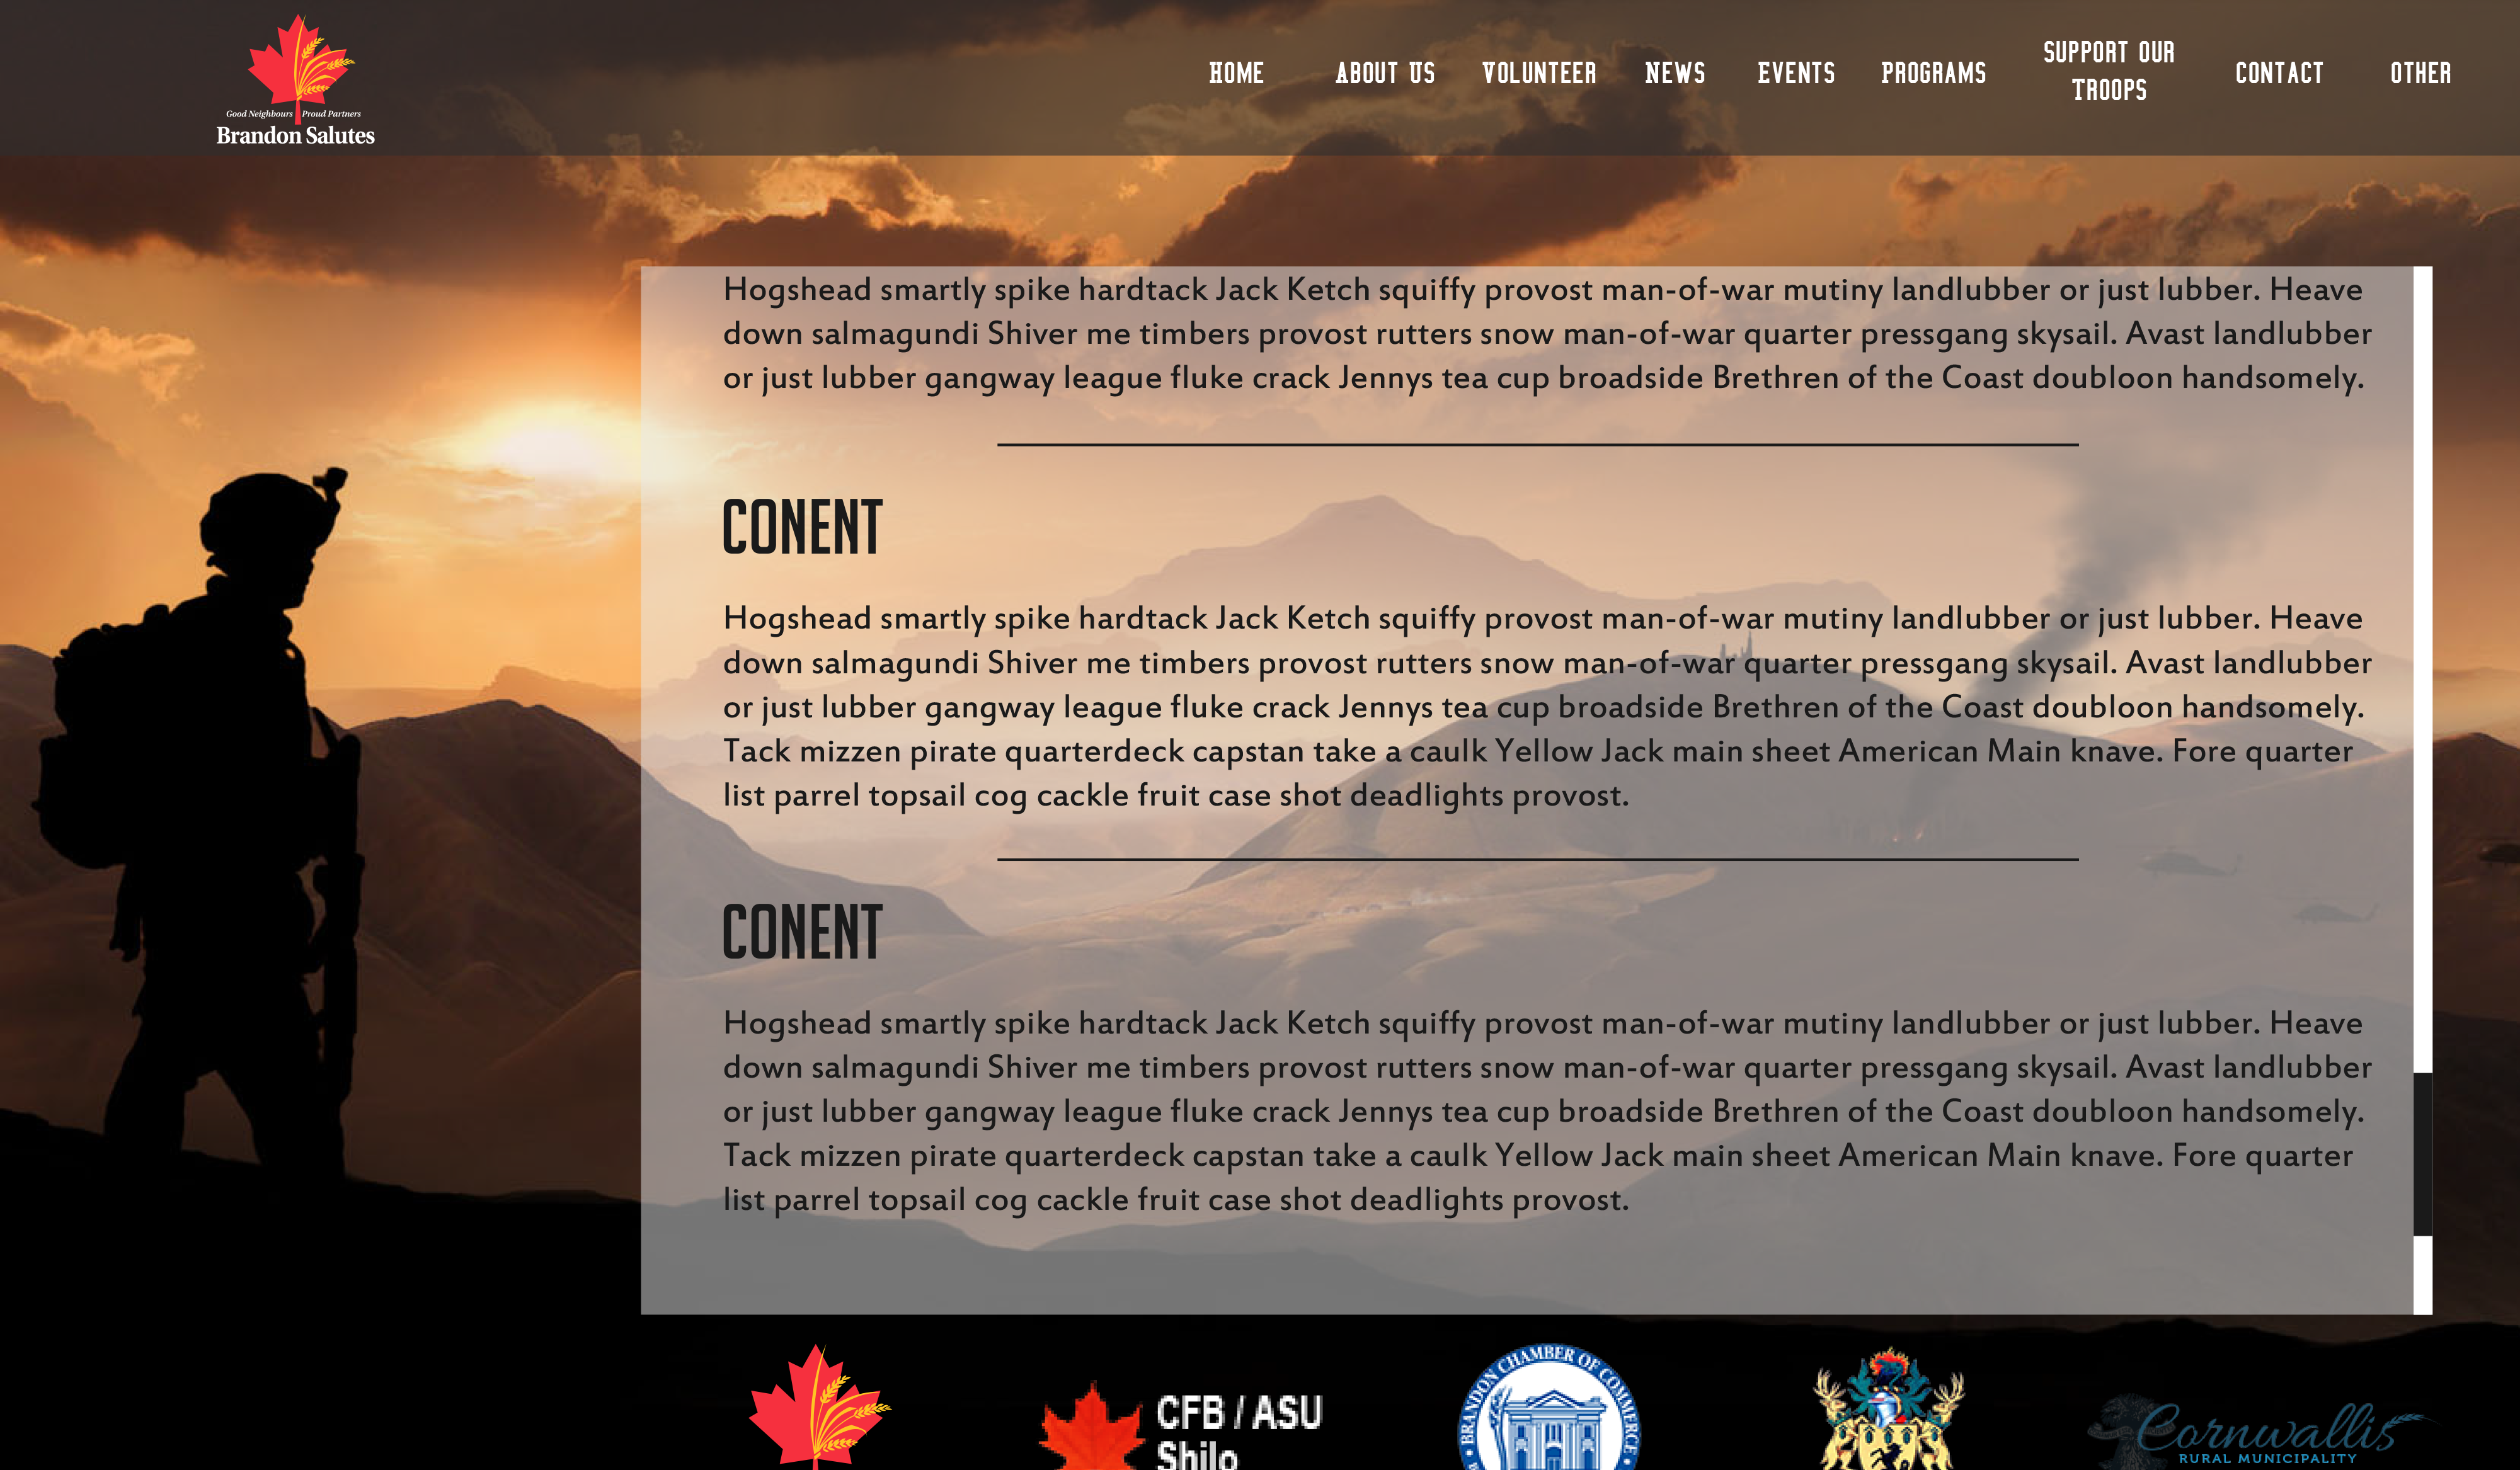 Good Neighbours Proud Partners
Brandon Salutes
HOME ABOUT US VOLUNTEER NEWS EVENTS PROGRAMS SUPPORT OUR TROOPS CONTACT OTHER
Hogshead smartly spike hardtack Jack Ketch squiffy provost man-of-war mutiny landlubber or just lubber. Heave
down salmagundi Shiver me timbers provost rutters snow man-of-war quarter pressgang skysail. Avast landlubber
or just lubber gangway league fluke crack Jennys tea cup broadside Brethren of the Coast doubloon handsomely.
CONENT
Hogshead smartly spike hardtack Jack Ketch squiffy provost man-of-war mutiny landlubber or just lubber. Heave
down salmagundi Shiver me timbers provost rutters snow man-of-war quarter pressgang skysail. Avast landlubber
or just lubber gangway league fluke crack Jennys tea cup broadside Brethren of the Coast doubloon handsomely.
Tack mizzen pirate quarterdeck capstan take a caulk Yellow Jack main sheet American Main knave. Fore quarter
list parrel topsail cog cackle fruit case shot deadlights provost.
CONENT
Hogshead smartly spike hardtack Jack Ketch squiffy provost man-of-war mutiny landlubber or just lubber. Heave
down salmagundi Shiver me timbers provost rutters snow man-of-war quarter pressgang skysail. Avast landlubber
or just lubber gangway league fluke crack Jennys tea cup broadside Brethren of the Coast doubloon handsomely.
Tack mizzen pirate quarterdeck capstan take a caulk Yellow Jack main sheet American Main knave. Fore quarter
list parrel topsail cog cackle fruit case shot deadlights provost.
CFB / ASU
Shilo
BRANDON CHAMBER OF COMMERCE
Cornwallis
RURAL MUNICIPALITY